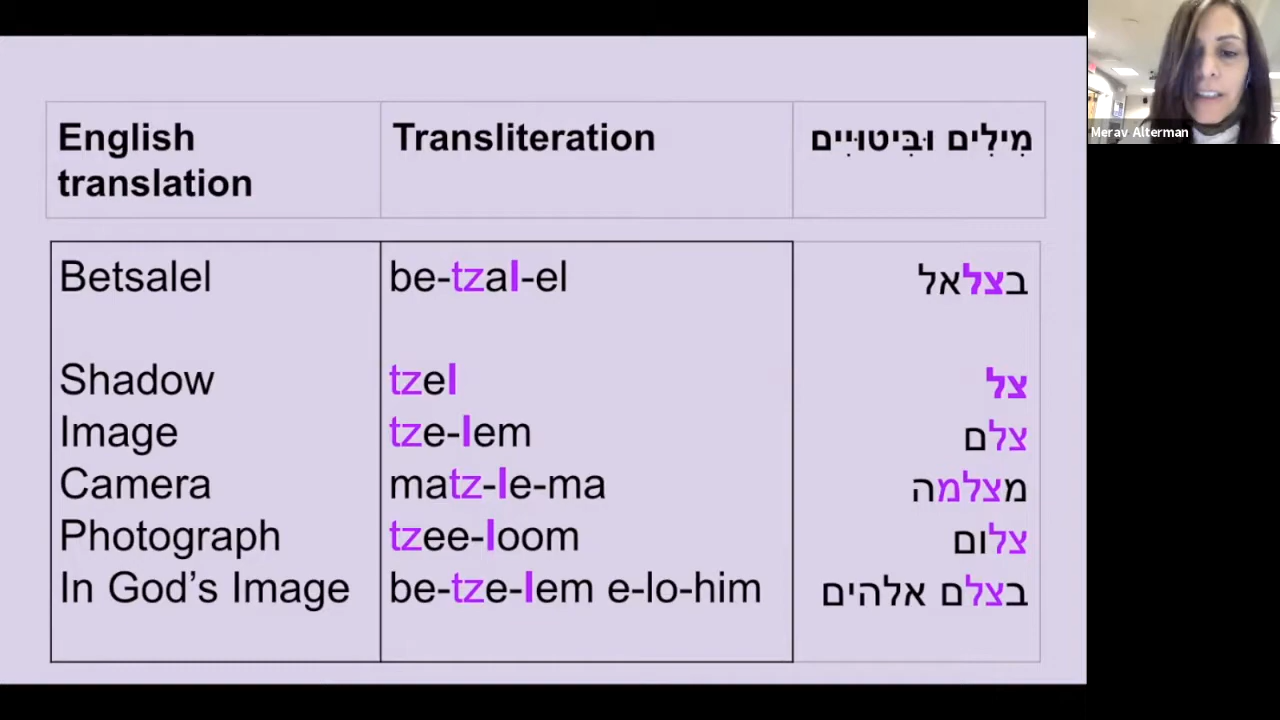 English
translation
Transliteration
מִילִים וּבִּיטוּיִים
Betsalel
be-tzal-el
בצלאל
Shadow
tzel
צל
Image
tze-lem
צלם
Camera
matz-le-ma
מצלמה
Photograph
tzee-loom
צלום
In God’s Image
be-tze-lem e-lo-him
בצלם אלהים
Merav Alterman